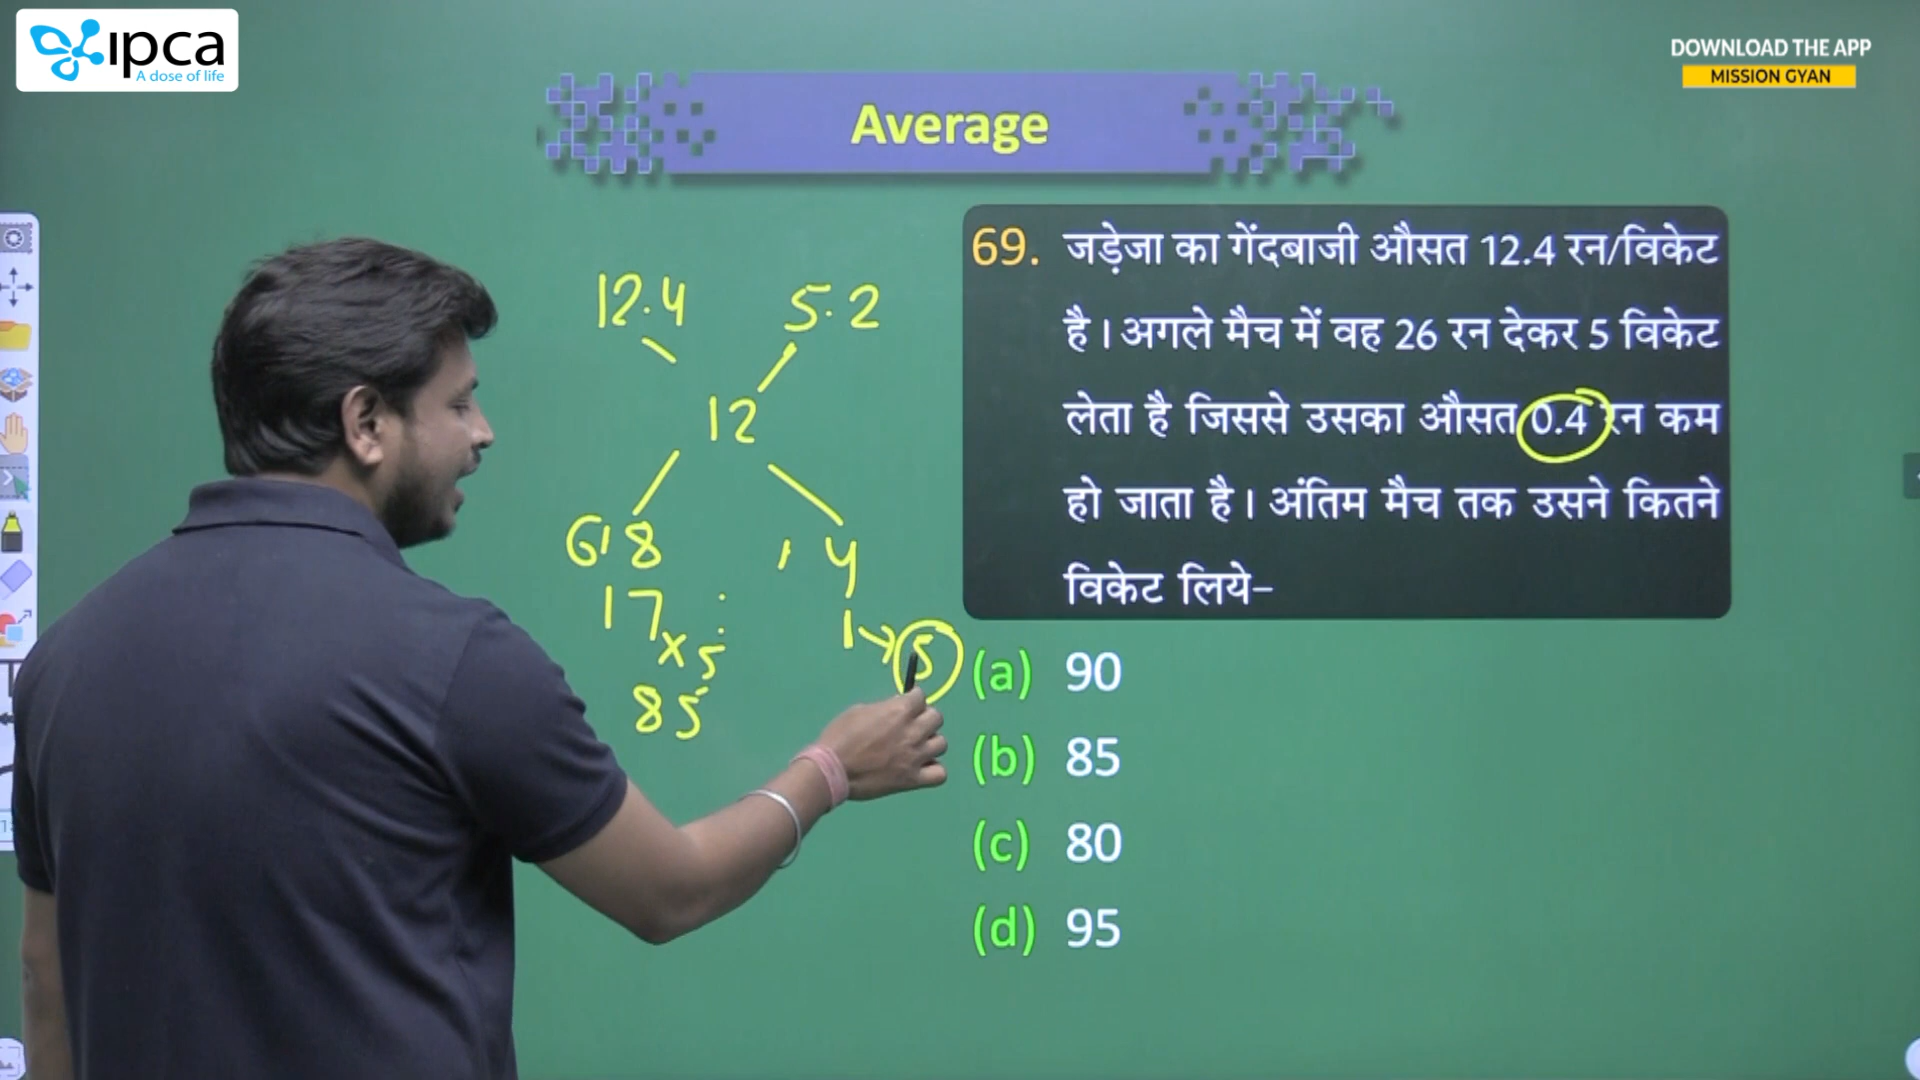 ipca
A dose of life
DOWNLOAD THE APP
MISSION GYAN
Average
12.4 5.2
12
6.8 .4
17 : 1 → 5
×5
85
69. जड़ेजा का गेंदबाजी औसत 12.4 रन/विकेट
है। अगले मैच में वह 26 रन देकर 5 विकेट
लेता है जिससे उसका औसत 0.4 रन कम
हो जाता है। अंतिम मैच तक उसने कितने
विकेट लिये–
(a) 90
(b) 85
(c) 80
(d) 95